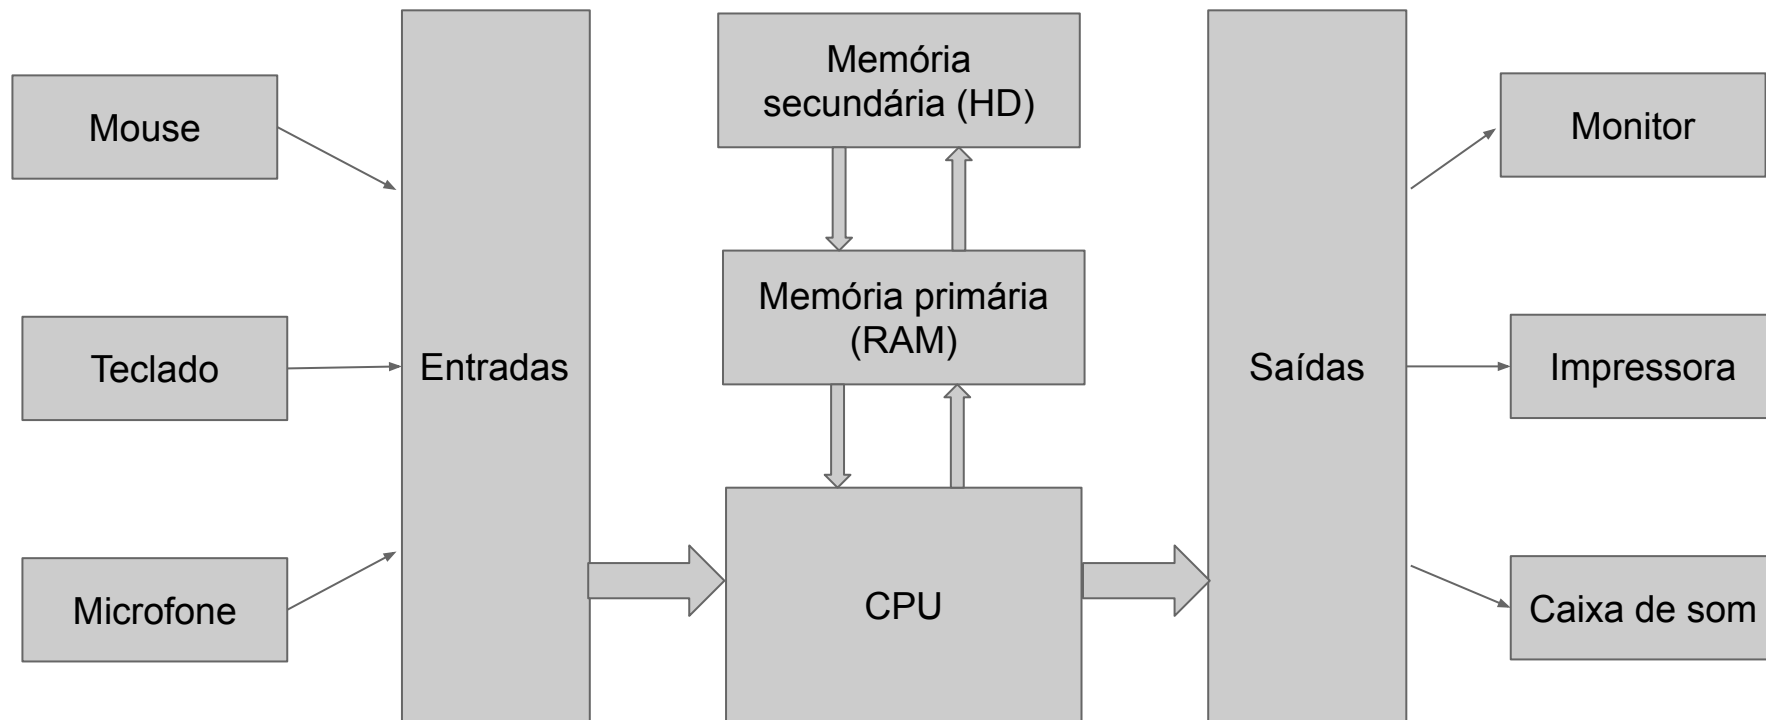 Mouse
Teclado
Microfone
Entradas
Memória
secundária (HD)
Memória primária
(RAM)
CPU
Saídas
Monitor
Impressora
Caixa de som